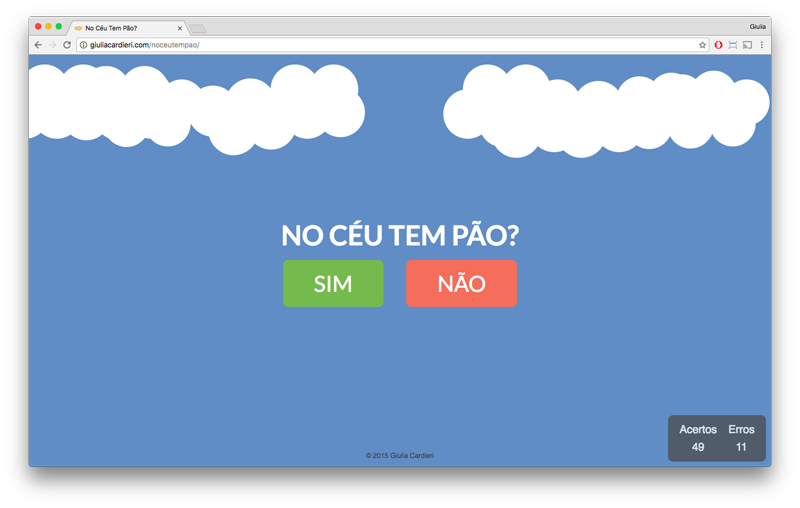 No Céu Tem Pão?
Giulia
giuliacardieri.com/noceutempao/
NO CÉU TEM PÃO?
SIM
NÃO
Acertos Erros
49 11
© 2015 Giulia Cardieri